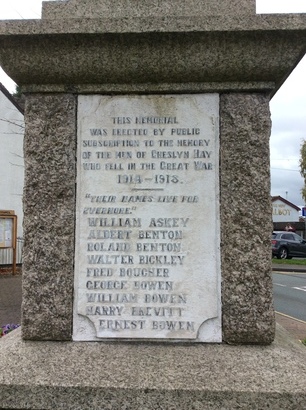 THIS MEMORIAL
WAS ERECTED BY PUBLIC
SUBSCRIPTION TO THE MEMORY
OF THE MEN OF CHESLYN HAY
WHO FELL IN THE GREAT WAR
1914-1918.
"THEIR NAMES LIVE FOR
EVERMORE."
WILLIAM ASKEY
ALBERT BENTON
ROLAND BENTON
WALTER BICKLEY
FRED BOUCHER
GEORGE BOWEN
WILLIAM BOWEN
HARRY BREVITT
ERNEST BOWEN